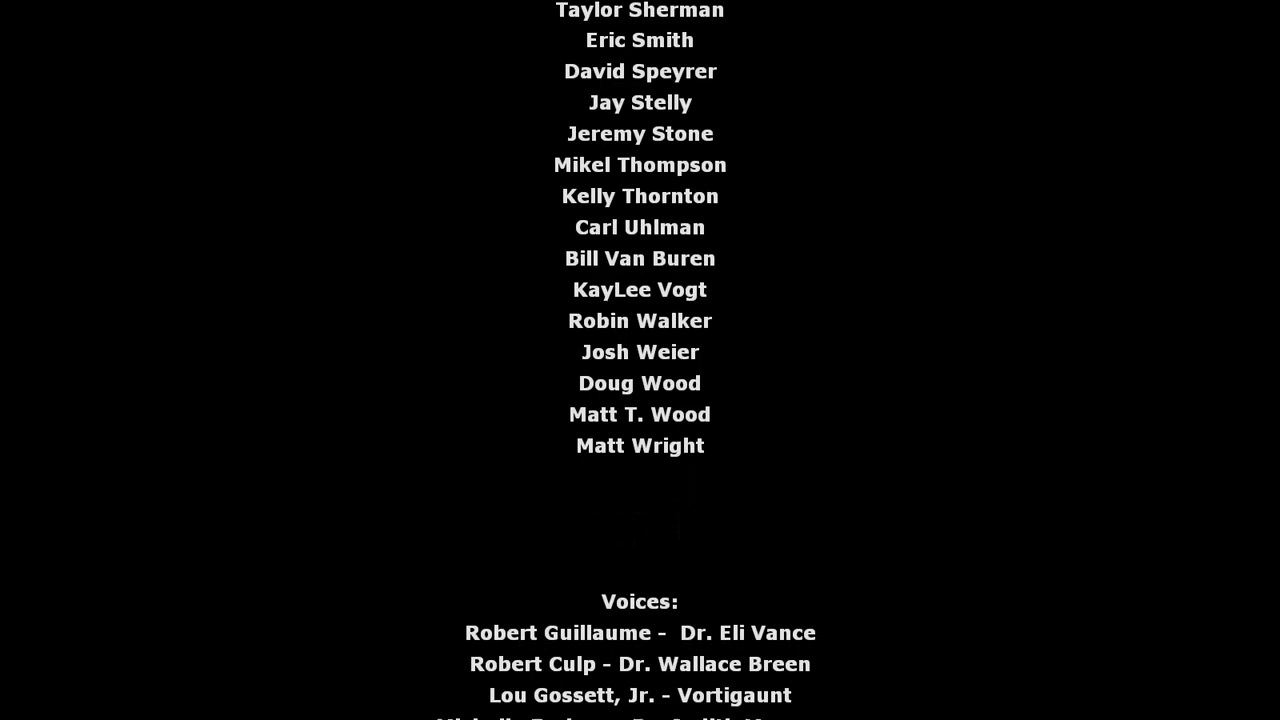 Taylor Sherman
Eric Smith
David Speyrer
Jay Stelly
Jeremy Stone
Mikel Thompson
Kelly Thornton
Carl Uhlman
Bill Van Buren
KayLee Vogt
Robin Walker
Josh Weier
Doug Wood
Matt T. Wood
Matt Wright
Voices:
Robert Guillaume - Dr. Eli Vance
Robert Culp - Dr. Wallace Breen
Lou Gossett, Jr. - Vortigaunt